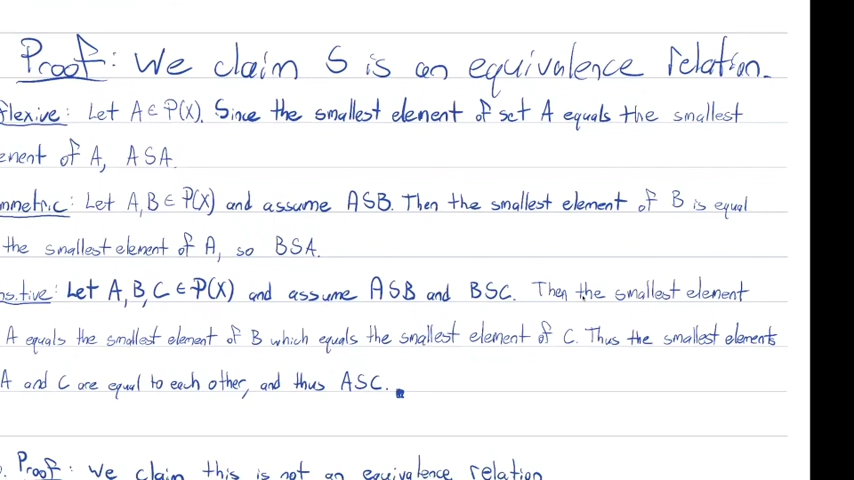 Proof: We claim S is an equivalence relation.
flexive: Let A ∈ P(X). Since the smallest element of set A equals the smallest
ement of A, ASA.
mmetric: Let A, B ∈ P(X) and assume ASB. Then the smallest element of B is equal
the smallest element of A, so BSA.
nsitive: Let A, B, C ∈ P(X) and assume ASB and BSC. Then the smallest element
A equals the smallest element of B which equals the smallest element of C. Thus the smallest elements
A and C are equal to each other, and thus ASC.
. Proof: We claim this is not an equivalence relation